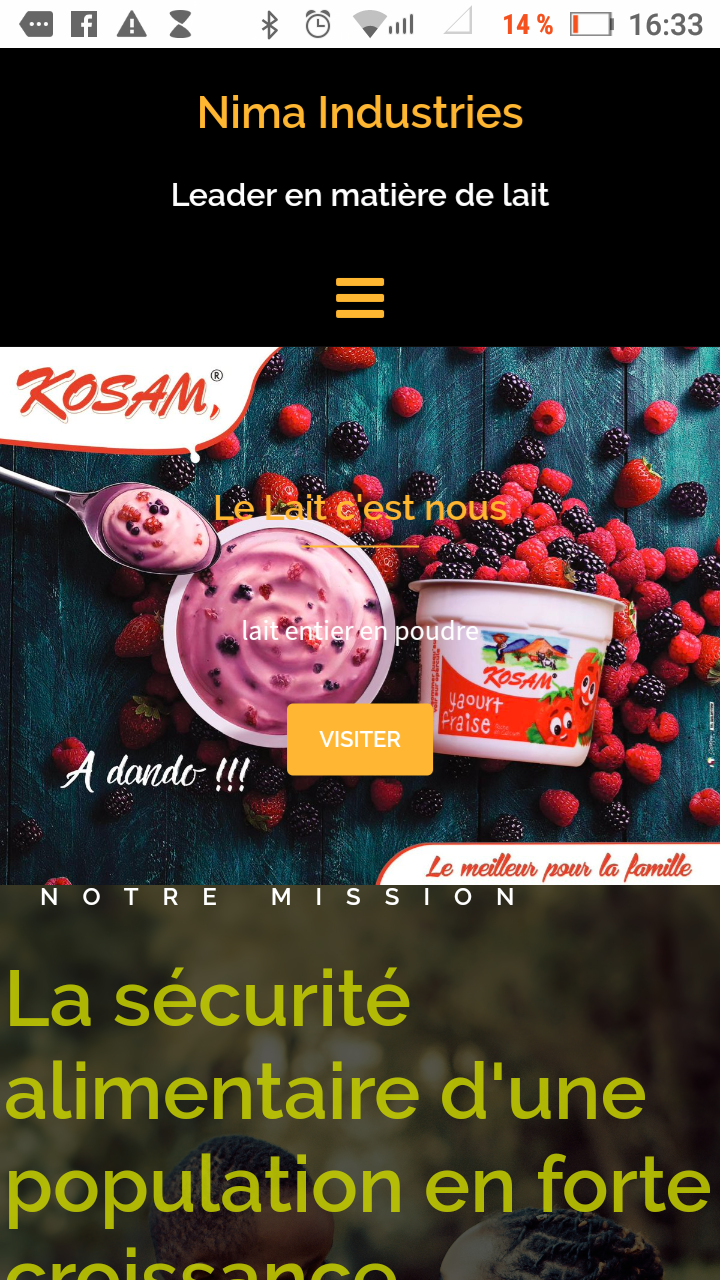 14 % 16:33
Nima Industries
Leader en matière de lait
KOSAM,®
Le Lait c'est nous
lait entier en poudre
KOSAM
yaourt
fraise
VISITER
A dando !!!
Le meilleur pour la famille
NOTRE MISSION
La sécurité
alimentaire d'une
population en forte
croissance